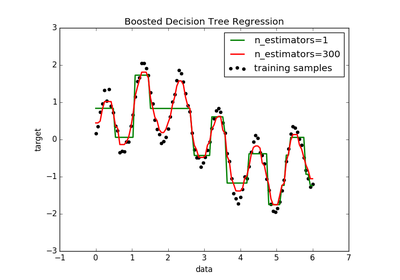 Boosted Decision Tree Regression
3
n_estimators=1
n_estimators=300
training samples
2
1
target
0
−1
−2
−3
−1
0
1
2
3
4
5
6
7
data